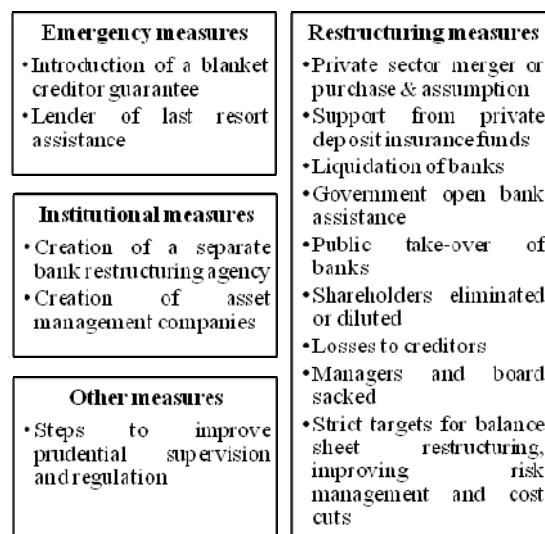 Emergency measures
•Introduction of a blanket
creditor guarantee
•Lender of last resort
assistance
Institutional measures
• Creation of a separate
bank restructuring agency
• Creation of asset
management companies
Other measures
• Steps to improve
prudential supervision
and regulation
Restructuring measures
•Private sector merger or
purchase & assumption
•Support from private
deposit insurance funds
•Liquidation of banks
•Government open bank
assistance
•Public take-over of
banks
•Shareholders eliminated
or diluted
•Losses to creditors
•Managers and board
sacked
•Strict targets for balance
sheet restructuring,
improving risk
management and cost
cuts